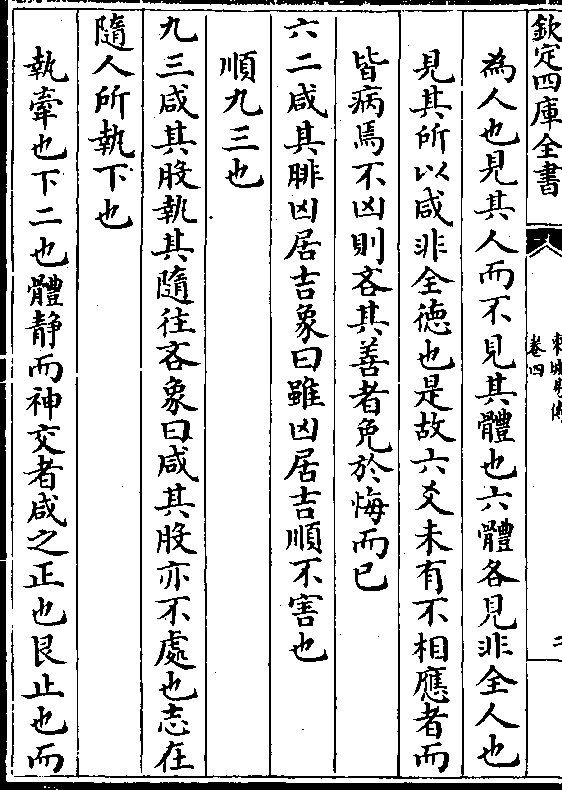 欽定四庫全書
卷四
為人也見其人而不見其體也六體各見非全人也
見其所以咸非全德也是故六爻未有不相應者而
皆病焉不凶則吝其善者免於悔而已
六二咸其腓凶居吉象曰雖凶居吉順不害也
順九三也
九三咸其股執其隨往吝象曰咸其股亦不處也志在
隨人所執下也
執牽也下二也體静而神交者咸之正也艮止也而